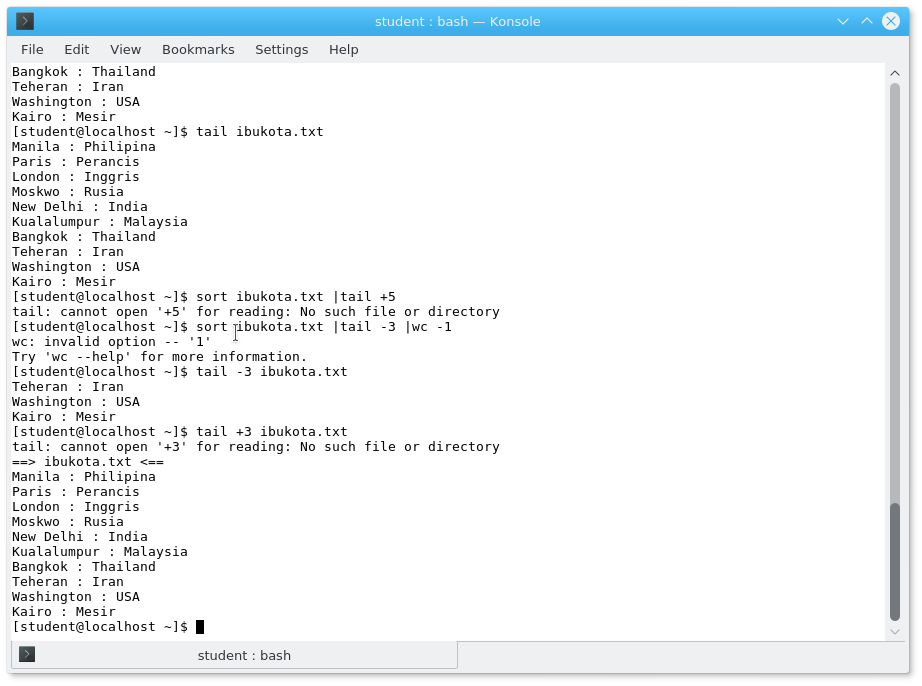 student : bash — Konsole
File Edit View Bookmarks Settings Help
Bangkok : Thailand
Teheran : Iran
Washington : USA
Kairo : Mesir
[student@localhost ~]$ tail ibukota.txt
Manila : Philipina
Paris : Perancis
London : Inggris
Moskwo : Rusia
New Delhi : India
Kualalumpur : Malaysia
Bangkok : Thailand
Teheran : Iran
Washington : USA
Kairo : Mesir
[student@localhost ~]$ sort ibukota.txt |tail +5
tail: cannot open '+5' for reading: No such file or directory
[student@localhost ~]$ sort ibukota.txt |tail -3 |wc -1
wc: invalid option -- '1'
Try 'wc --help' for more information.
[student@localhost ~]$ tail -3 ibukota.txt
Teheran : Iran
Washington : USA
Kairo : Mesir
[student@localhost ~]$ tail +3 ibukota.txt
tail: cannot open '+3' for reading: No such file or directory
==> ibukota.txt <==
Manila : Philipina
Paris : Perancis
London : Inggris
Moskwo : Rusia
New Delhi : India
Kualalumpur : Malaysia
Bangkok : Thailand
Teheran : Iran
Washington : USA
Kairo : Mesir
[student@localhost ~]$
student : bash